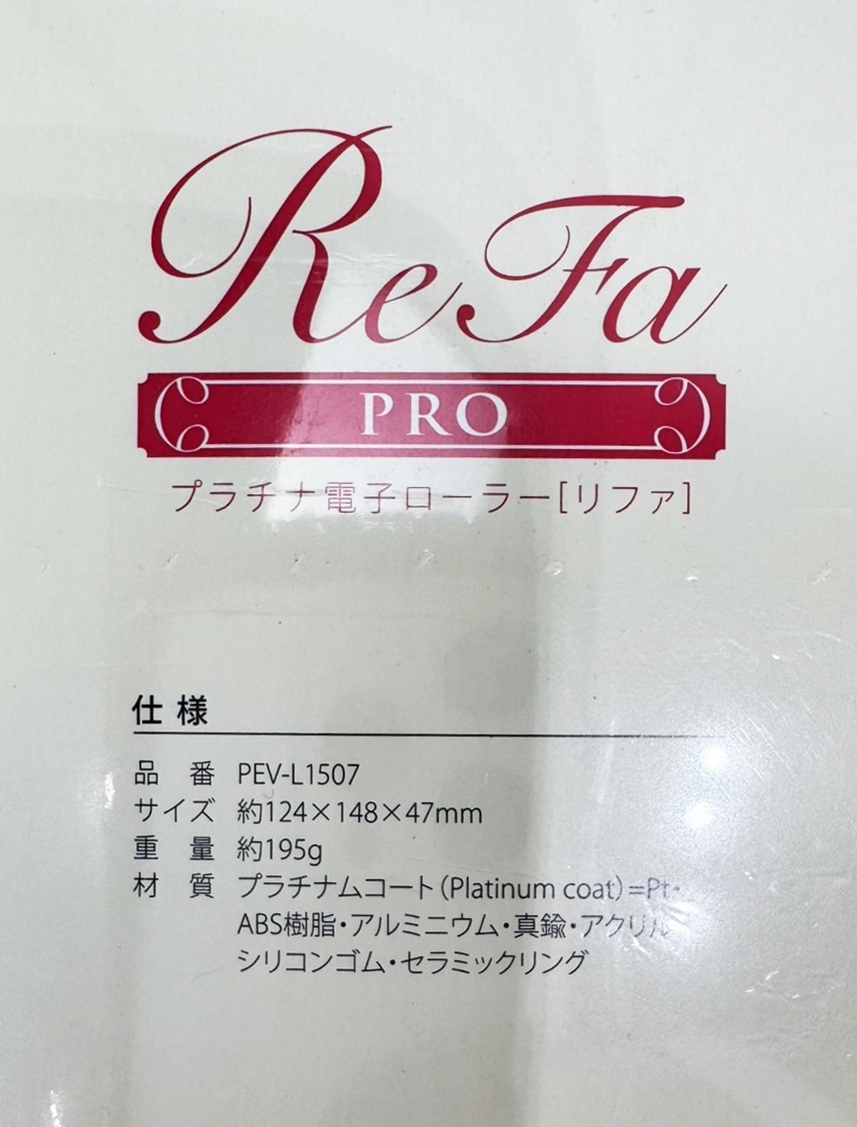 ReFa
PRO
プラチナ電子ローラー[リファ]
仕様
品 番 PEV-L1507
サイズ 約124×148×47mm
重 量 約195g
材 質 プラチナムコート(Platinum coat)=Pt・
ABS樹脂・アルミニウム・真鍮・アクリル
シリコンゴム・セラミックリング